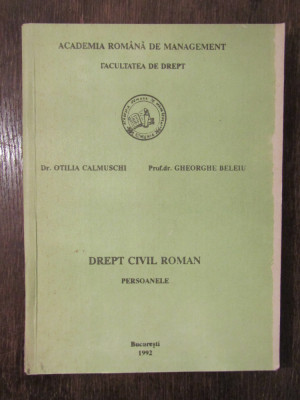 ACADEMIA ROMÂNĂ DE MANAGEMENT
FACULTATEA DE DREPT
Dr. OTILIA CALMUSCHI Prof.dr. GHEORGHE BELEIU
DREPT CIVIL ROMAN
PERSOANELE
București
1992